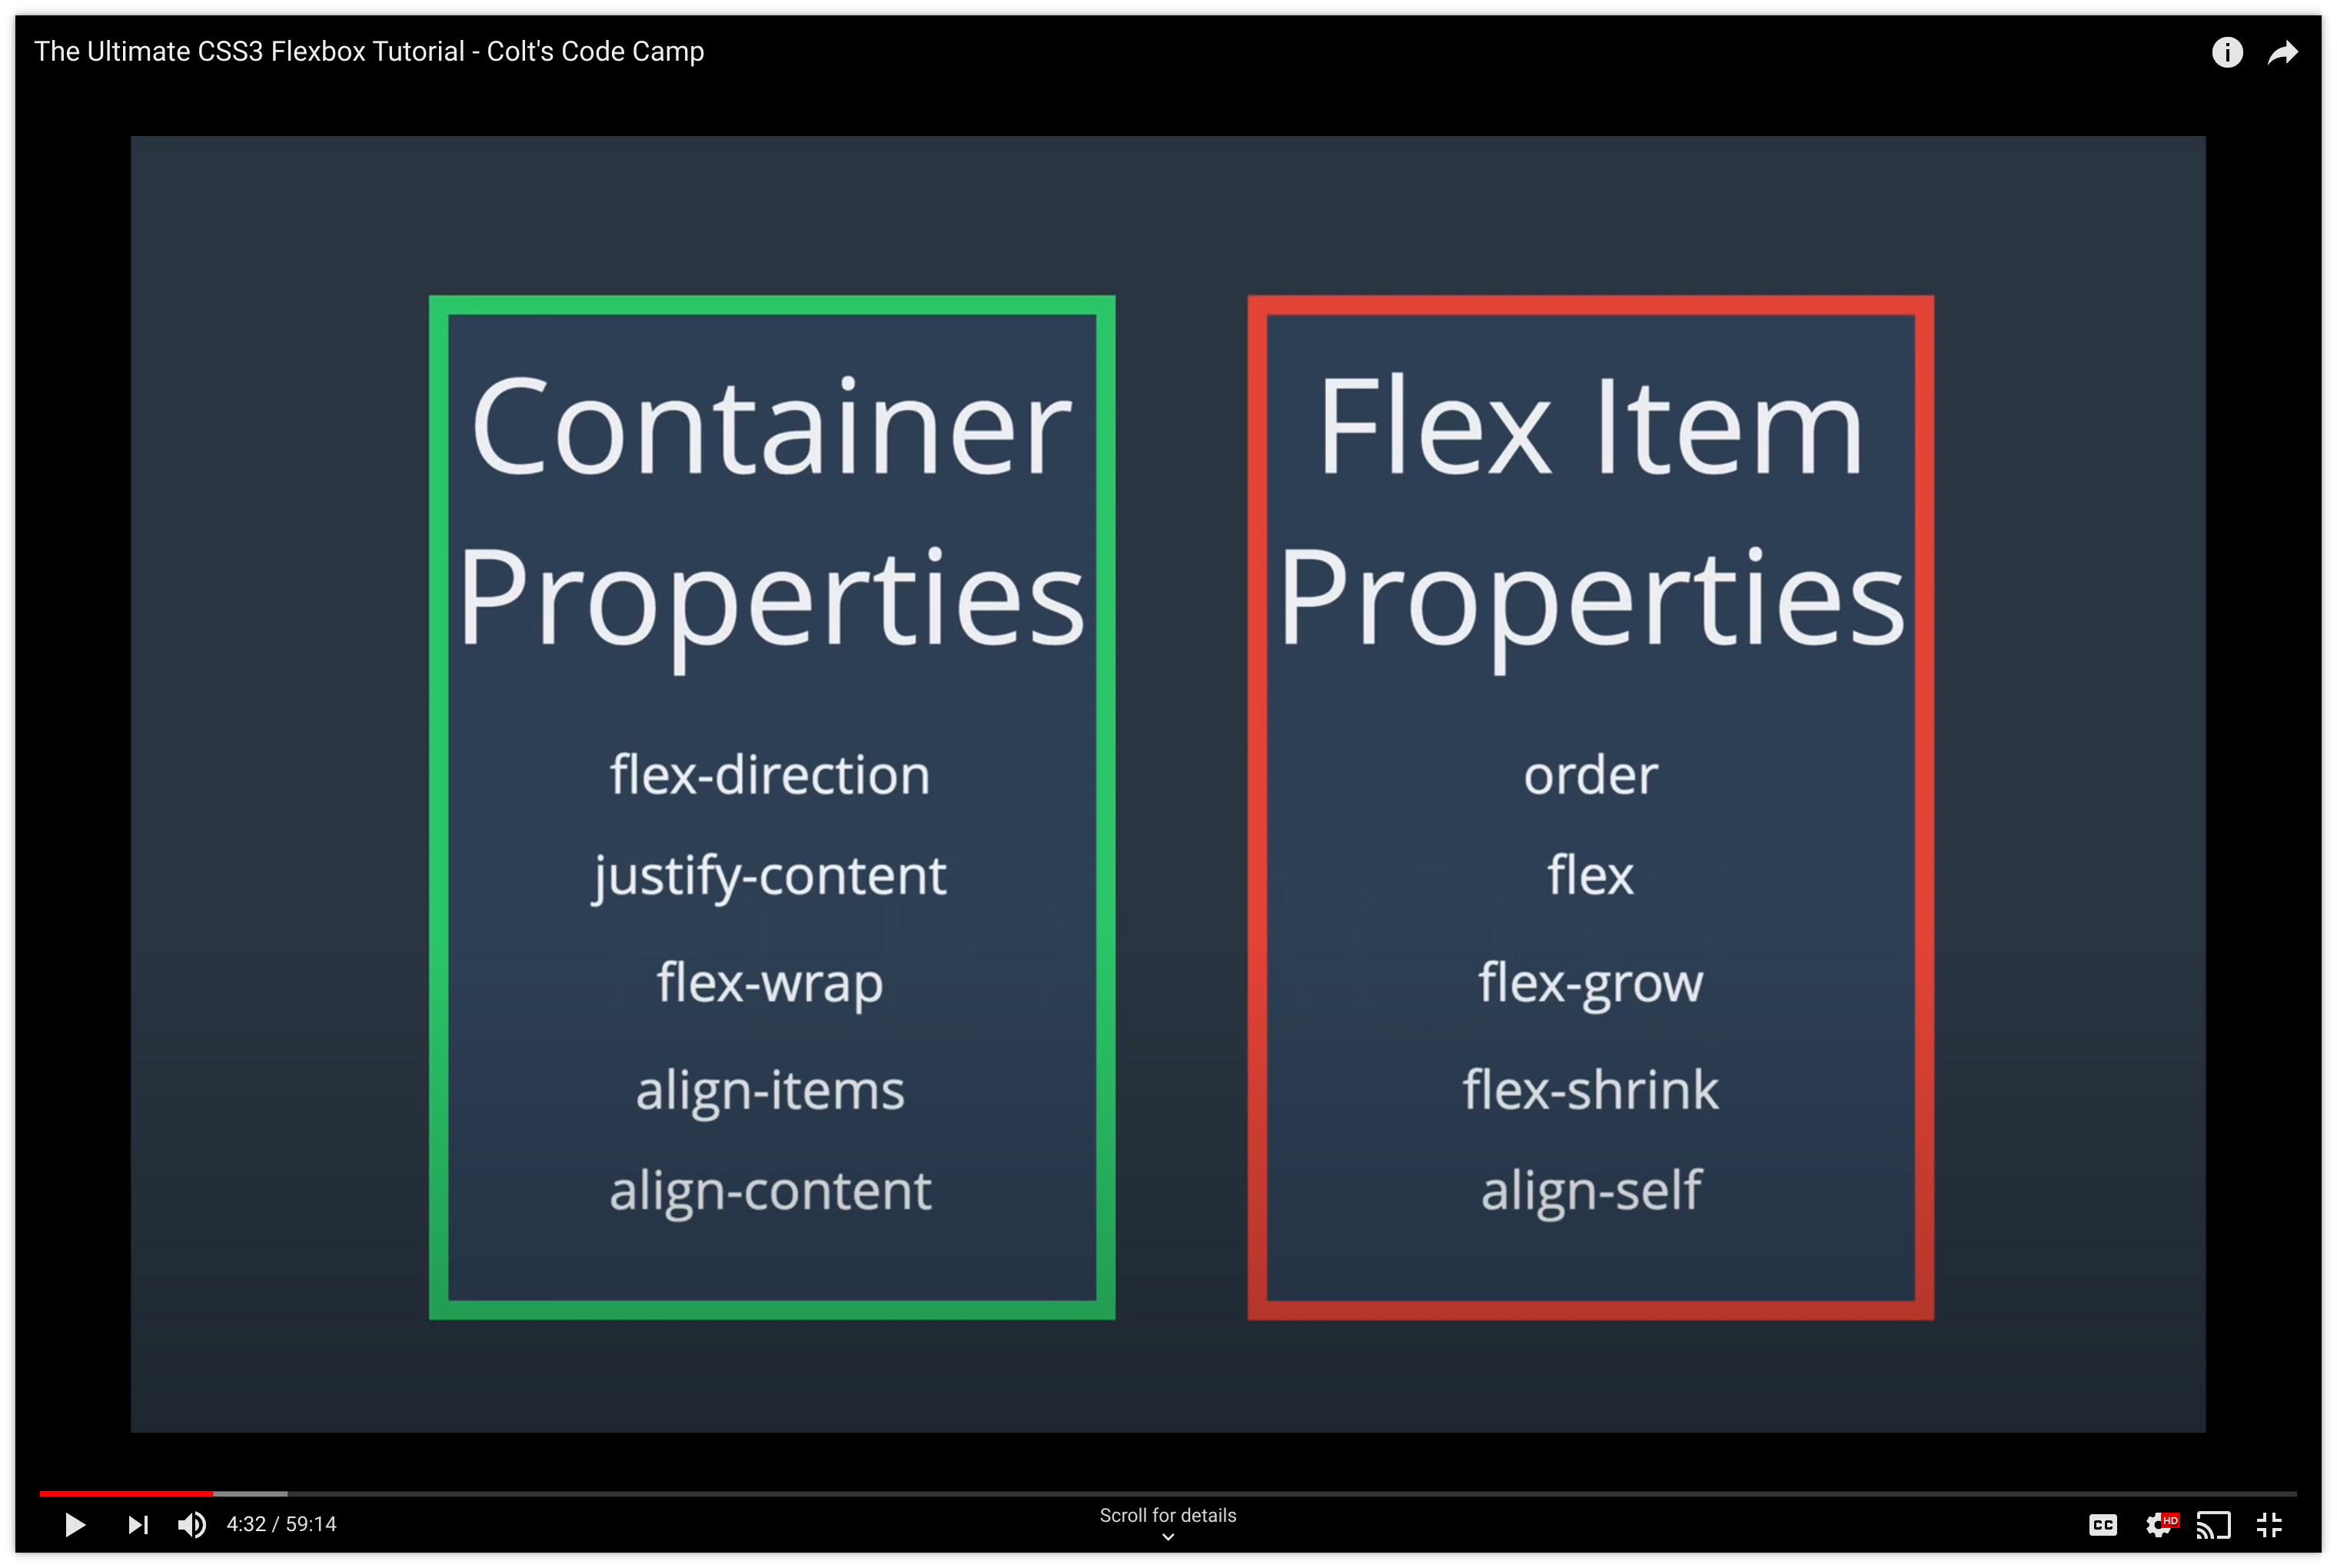 The Ultimate CSS3 Flexbox Tutorial - Colt's Code Camp
Container
Properties
flex-direction
justify-content
flex-wrap
align-items
align-content
Flex Item
Properties
order
flex
flex-grow
flex-shrink
align-self
4:32 / 59:14
Scroll for details
CC
HD